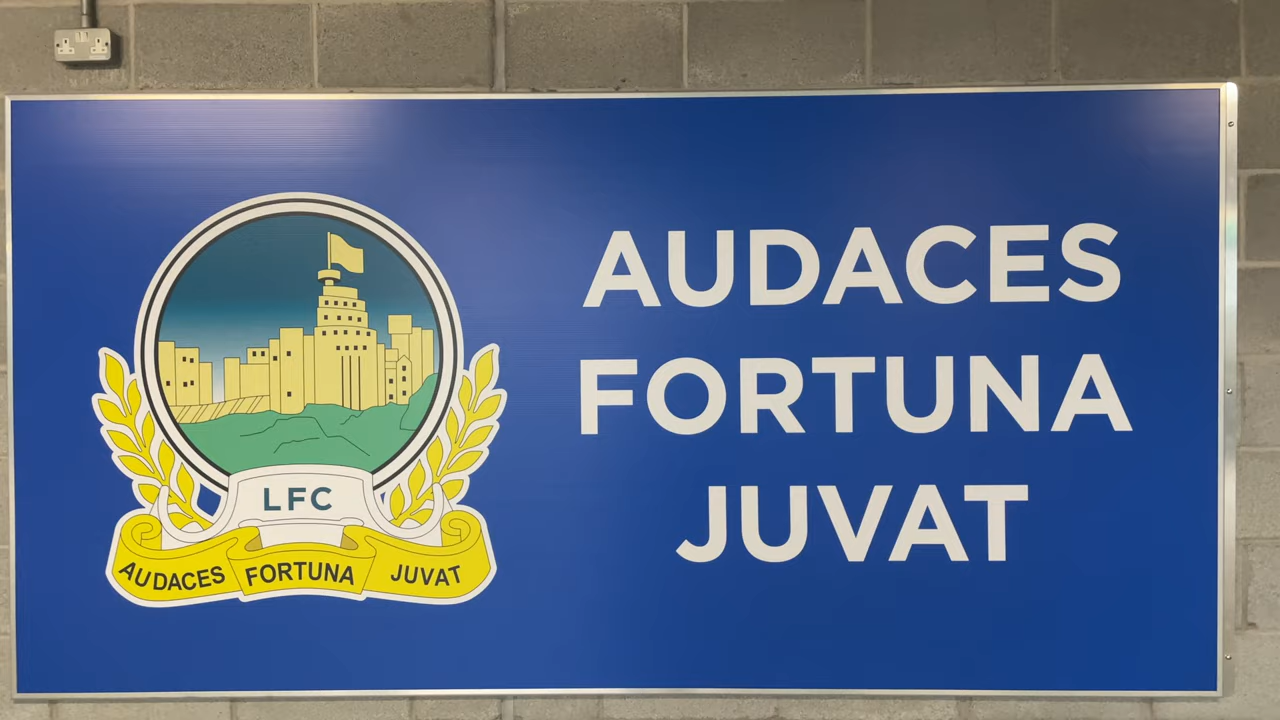 LFC
AUDACES FORTUNA JUVAT
AUDACES
FORTUNA
JUVAT